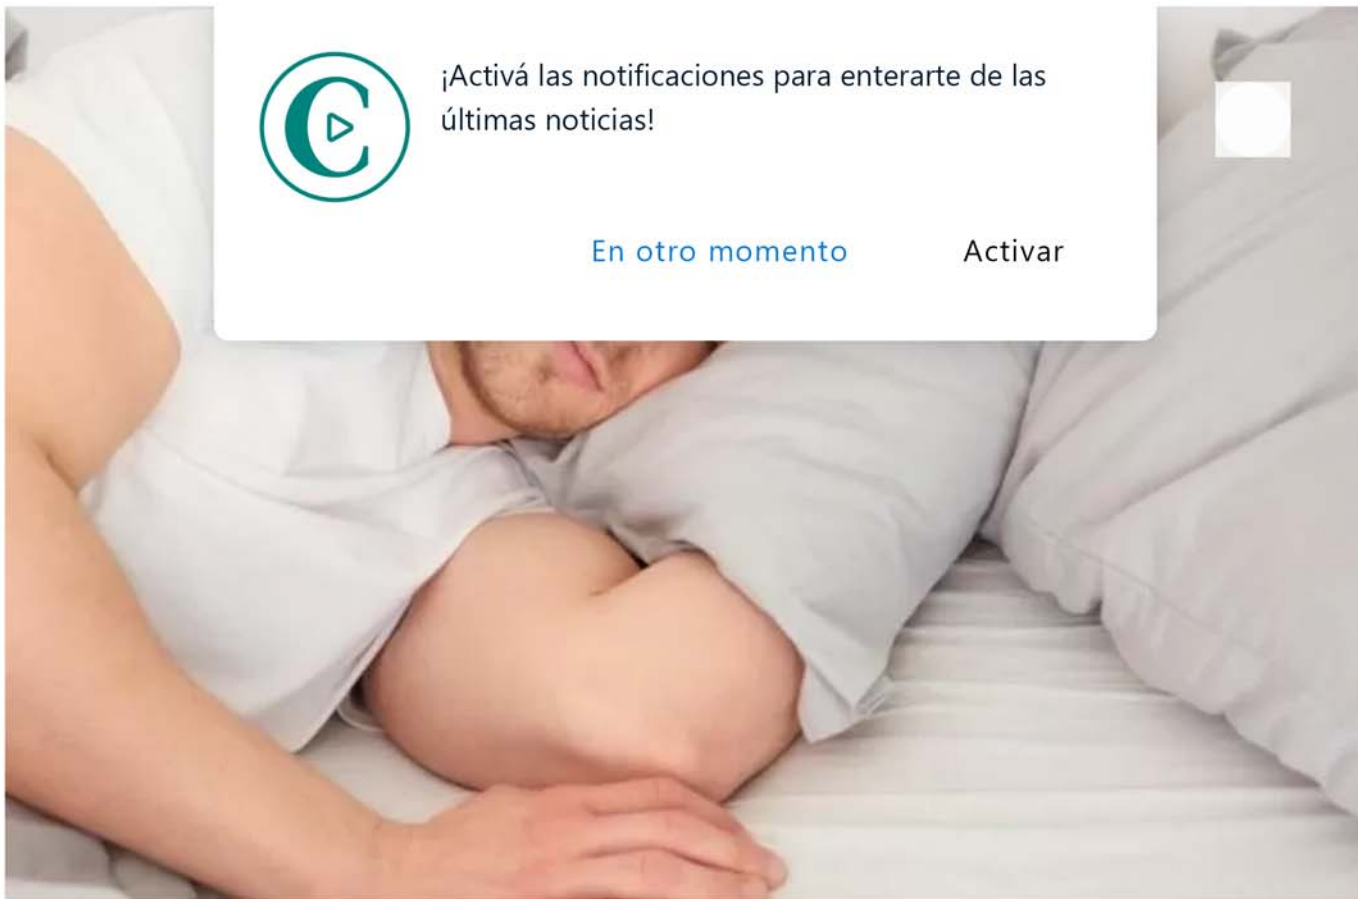 ¡Activá las notificaciones para enterarte de las
últimas noticias!
En otro momento Activar